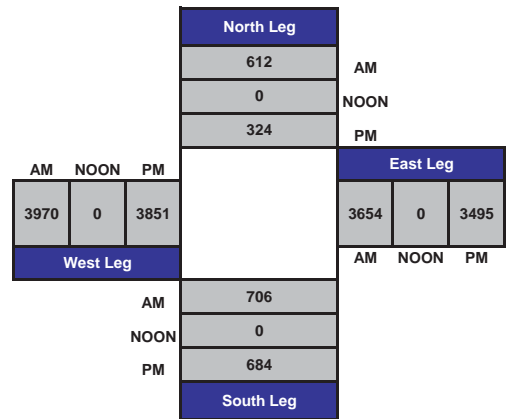 North Leg
612
AM
0
NOON
324
PM
AM NOON PM
East Leg
3970 0 3851
3654 0 3495
West Leg
AM NOON PM
AM
706
NOON
0
PM
684
South Leg